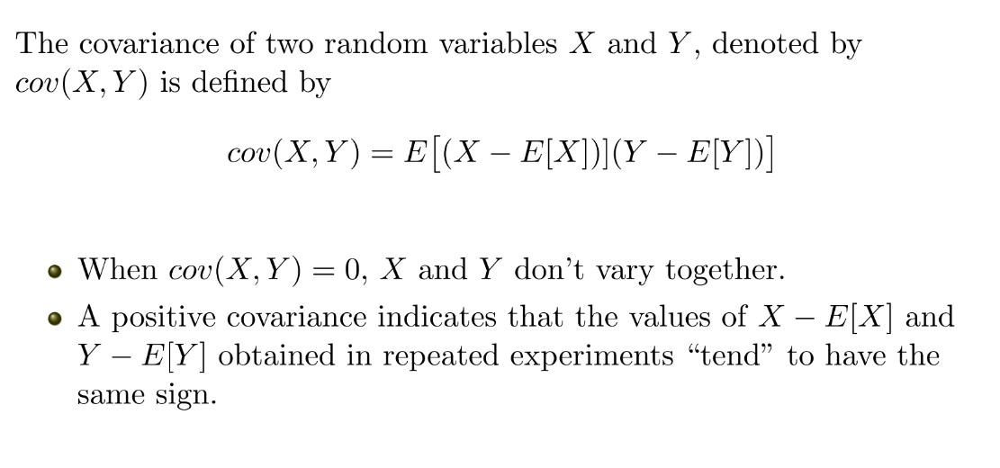 The covariance of two random variables X and Y, denoted by
cov(X, Y) is defined by
cov(X, Y) = E[(X − E[X])](Y − E[Y])]
• When cov(X, Y) = 0, X and Y don't vary together.
• A positive covariance indicates that the values of X − E[X] and
Y − E[Y] obtained in repeated experiments “tend” to have the
same sign.